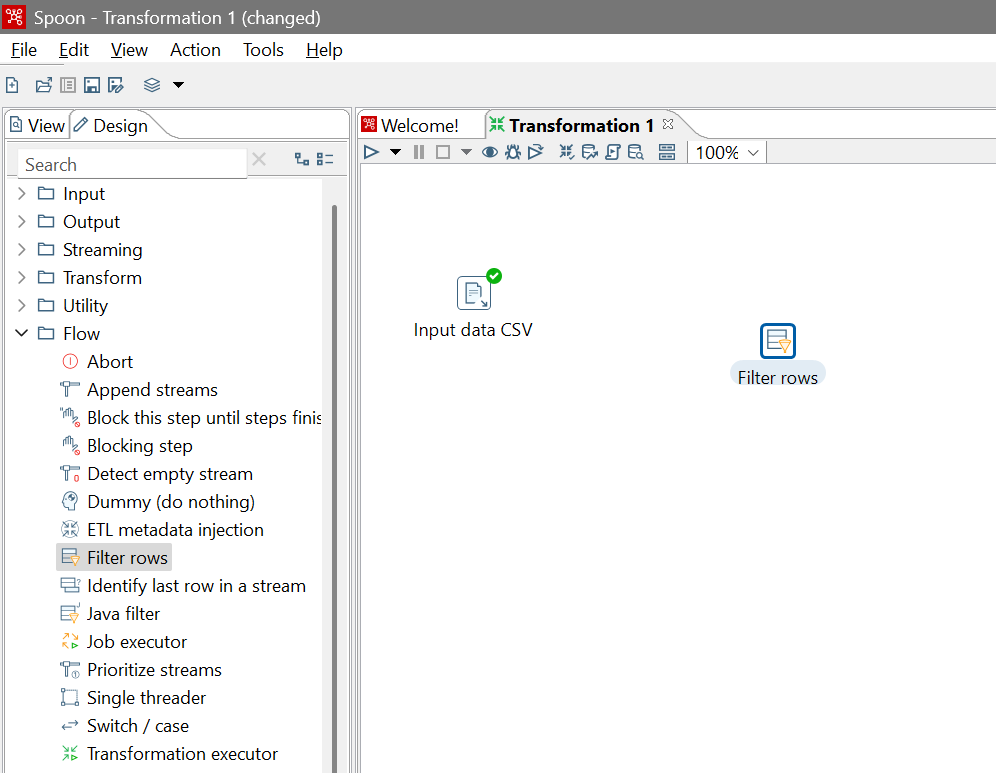 Spoon - Transformation 1 (changed)
File Edit View Action Tools Help
View Design
Welcome! Transformation 1
Search
100%
Input
Output
Streaming
Transform
Utility
Flow
Abort
Append streams
Block this step until steps finis
Blocking step
Detect empty stream
Dummy (do nothing)
ETL metadata injection
Filter rows
Identify last row in a stream
Java filter
Job executor
Prioritize streams
Single threader
Switch / case
Transformation executor
Input data CSV
Filter rows